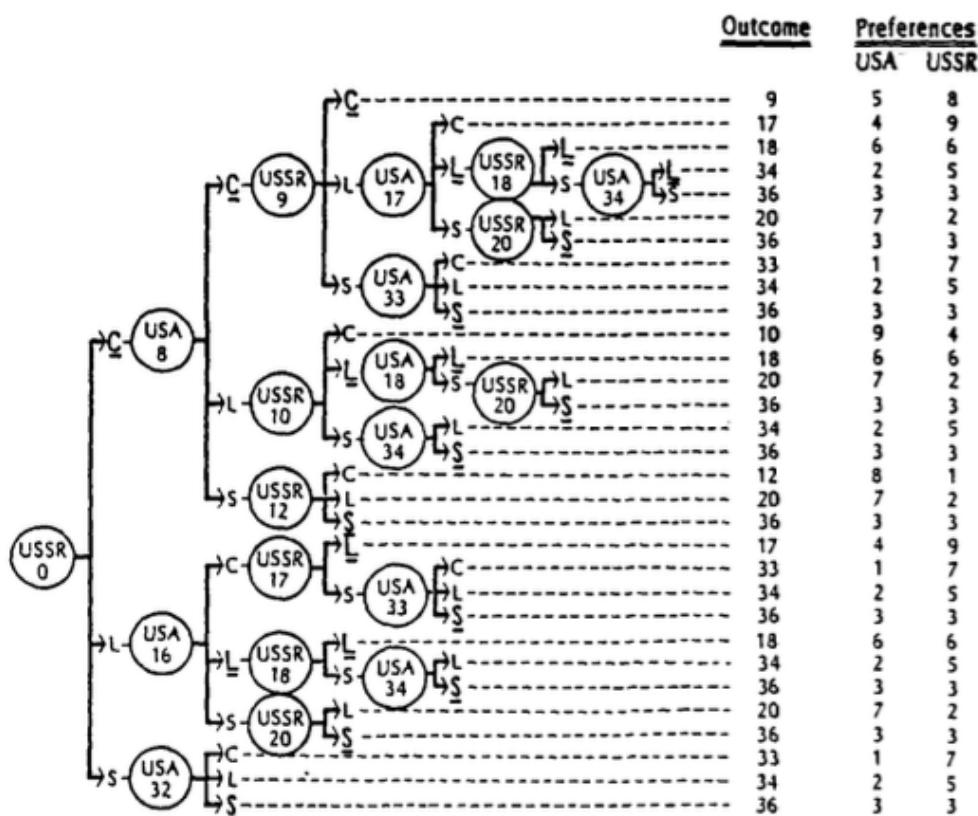 Outcome Preferences
USA USSR
C 9 5 8
C 17 4 9
L USSR 18 L 18 6 6
C USSR 9 L USA 17 S USA 34 L 34 2 5
S 36 3 3
S USSR 20 L 20 7 2
S 36 3 3
C 33 1 7
S USA 33 L 34 2 5
S 36 3 3
C USA 8 C 10 9 4
L USA 18 L 18 6 6
S USSR 20 L 20 7 2
L USSR 10 S 36 3 3
S USA 34 L 34 2 5
S 36 3 3
C 12 8 1
S USSR 12 L 20 7 2
S 36 3 3
USSR 0 C USSR 17 L 17 4 9
C 33 1 7
S USA 33 L 34 2 5
S 36 3 3
L USA 16 L 18 6 6
L USSR 18 S USA 34 L 34 2 5
S 36 3 3
S USSR 20 L 20 7 2
S 36 3 3
C 33 1 7
S USA 32 L 34 2 5
S 36 3 3